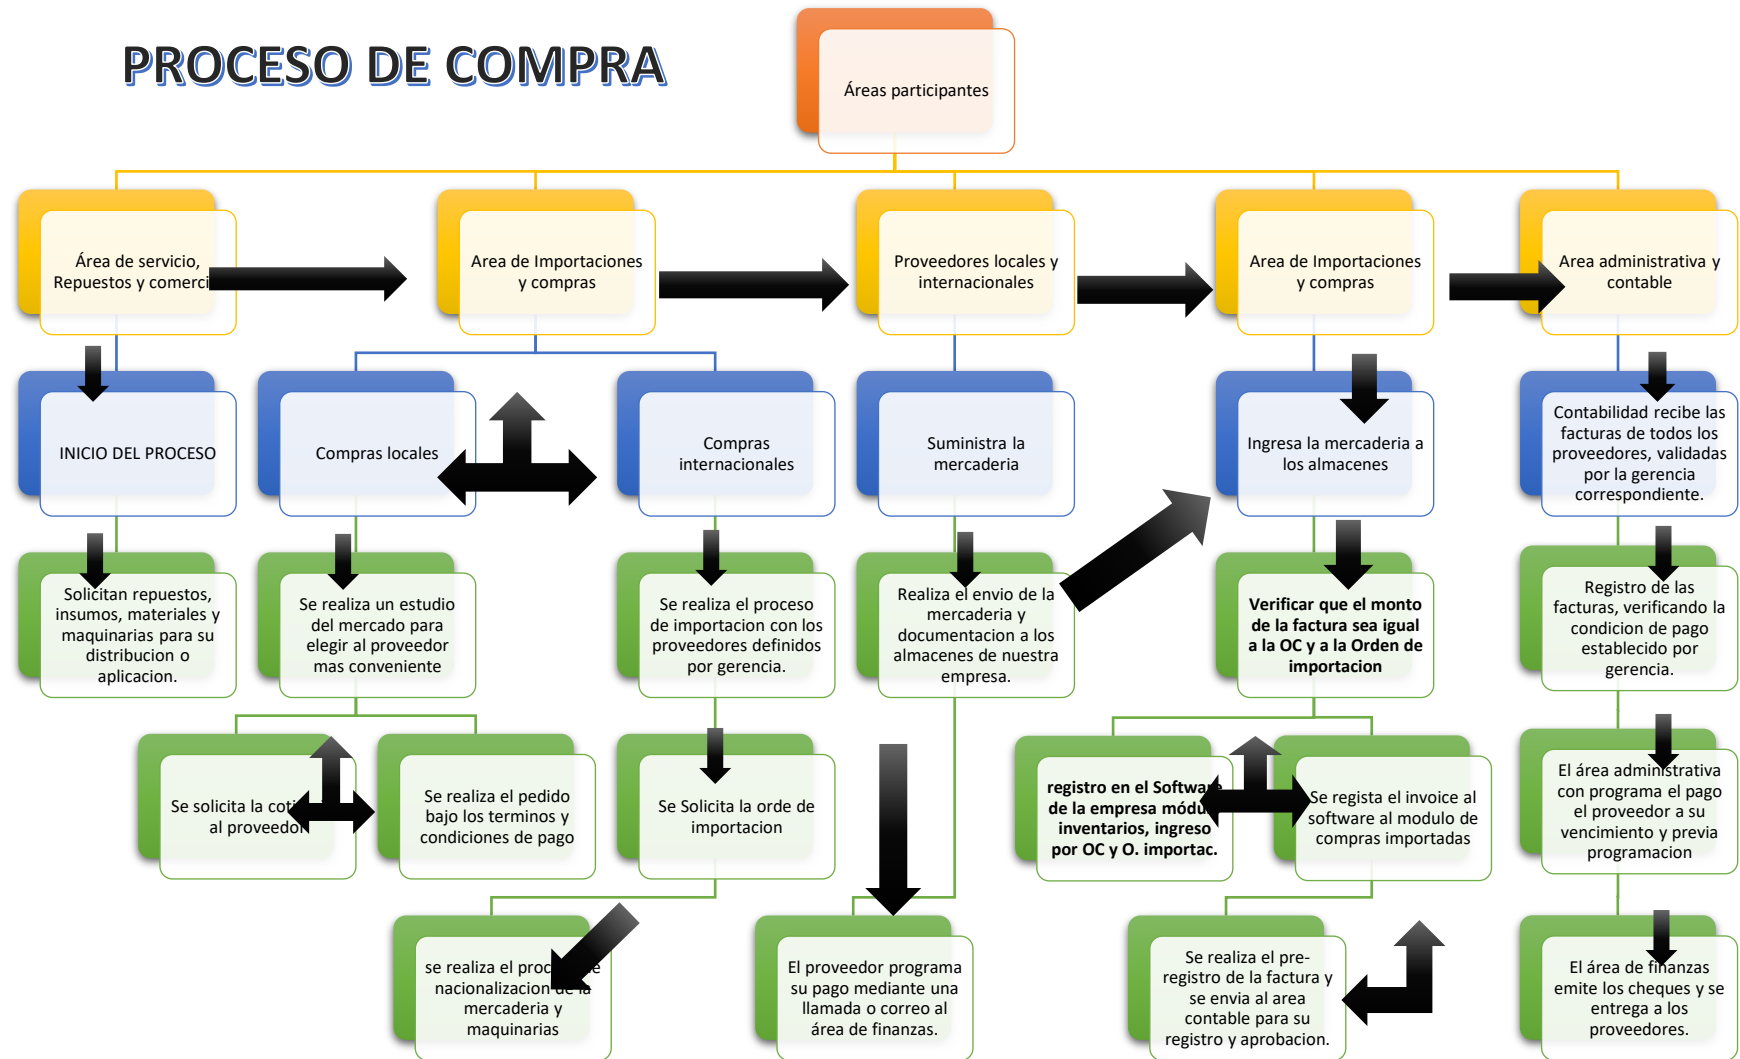 PROCESO DE COMPRA
Áreas participantes
Área de servicio,
Repuestos y comerci
Area de Importaciones
y compras
Proveedores locales y
internacionales
Area de Importaciones
y compras
Area administrativa y
contable
INICIO DEL PROCESO
Compras locales
Compras
internacionales
Suministra la
mercaderia
Ingresa la mercaderia a
los almacenes
Contabilidad recibe las
facturas de todos los
proveedores, validadas
por la gerencia
correspondiente.
Solicitan repuestos,
insumos, materiales y
maquinarias para su
distribucion o
aplicacion.
Se realiza un estudio
del mercado para
elegir al proveedor
mas conveniente
Se realiza el proceso
de importacion con los
proveedores definidos
por gerencia.
Realiza el envio de la
mercaderia y
documentacion a los
almacenes de nuestra
empresa.
Verificar que el monto
de la factura sea igual
a la OC y a la Orden de
importacion
Registro de las
facturas, verificando la
condicion de pago
establecido por
gerencia.
Se solicita la coti
al proveedor
Se realiza el pedido
bajo los terminos y
condiciones de pago
Se Solicita la orde de
importacion
registro en el Software
de la empresa módu
inventarios, ingreso
por OC y O. importac.
Se regista el invoice al
software al modulo de
compras importadas
El área administrativa
con programa el pago
el proveedor a su
vencimiento y previa
programacion
se realiza el proc e
nacionalizacion de la
mercaderia y
maquinarias
El proveedor programa
su pago mediante una
llamada o correo al
área de finanzas.
Se realiza el pre-
registro de la factura y
se envia al area
contable para su
registro y aprobacion.
El área de finanzas
emite los cheques y se
entrega a los
proveedores.